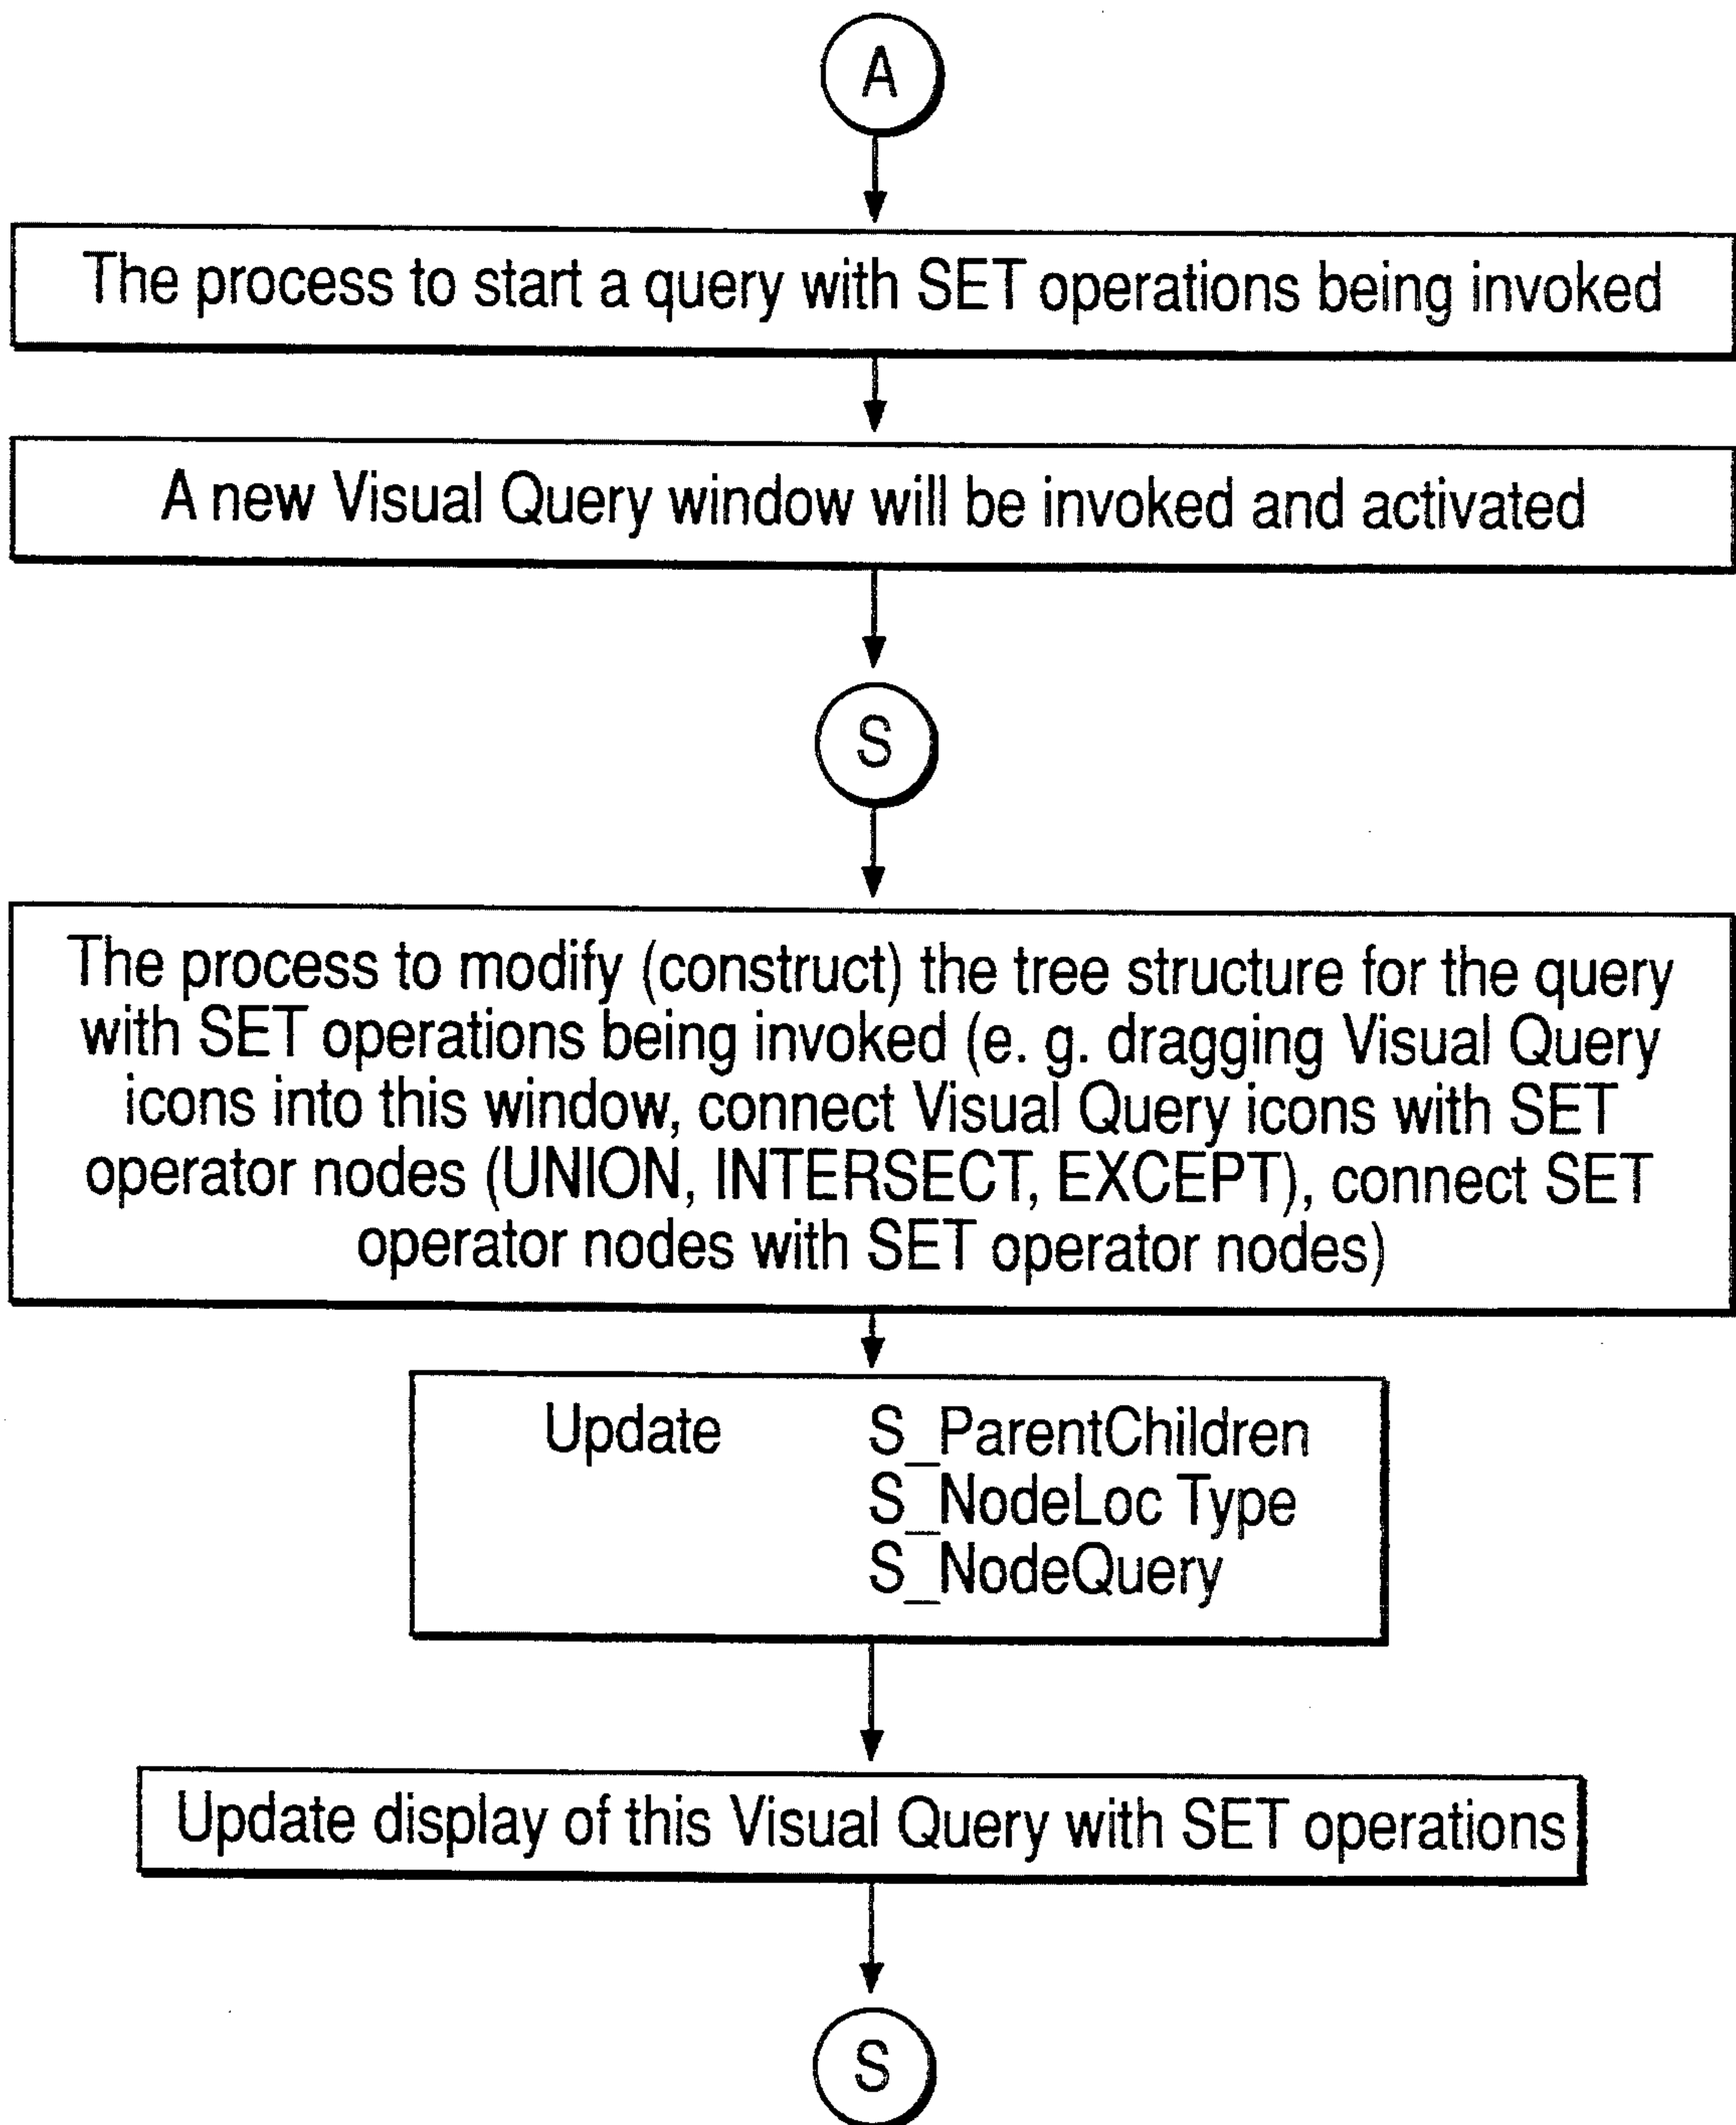 A
The process to start a query with SET operations being invoked
A new Visual Query window will be invoked and activated
S
The process to modify (construct) the tree structure for the query
with SET operations being invoked (e. g. dragging Visual Query
icons into this window, connect Visual Query icons with SET
operator nodes (UNION, INTERSECT, EXCEPT), connect SET
operator nodes with SET operator nodes)
Update S_ParentChildren
S_NodeLoc Type
S_NodeQuery
Update display of this Visual Query with SET operations
S